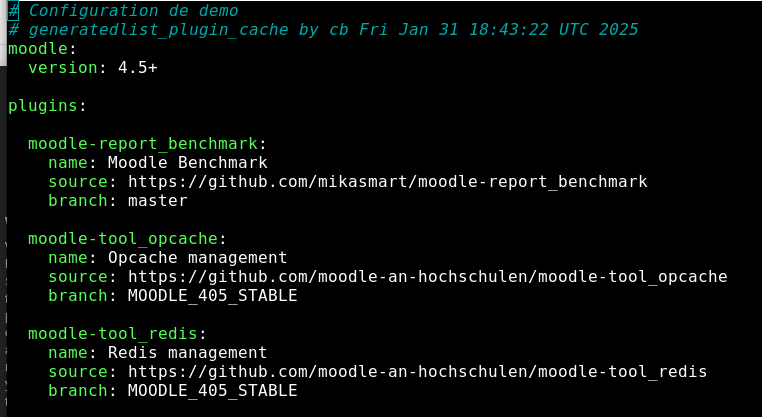 # Configuration de demo
# generatedlist_plugin_cache by cb Fri Jan 31 18:43:22 UTC 2025
moodle:
  version: 4.5+

plugins:

  moodle-report_benchmark:
    name: Moodle Benchmark
    source: https://github.com/mikasmart/moodle-report_benchmark
    branch: master

  moodle-tool_opcache:
    name: Opcache management
    source: https://github.com/moodle-an-hochschulen/moodle-tool_opcache
    branch: MOODLE_405_STABLE

  moodle-tool_redis:
    name: Redis management
    source: https://github.com/moodle-an-hochschulen/moodle-tool_redis
    branch: MOODLE_405_STABLE